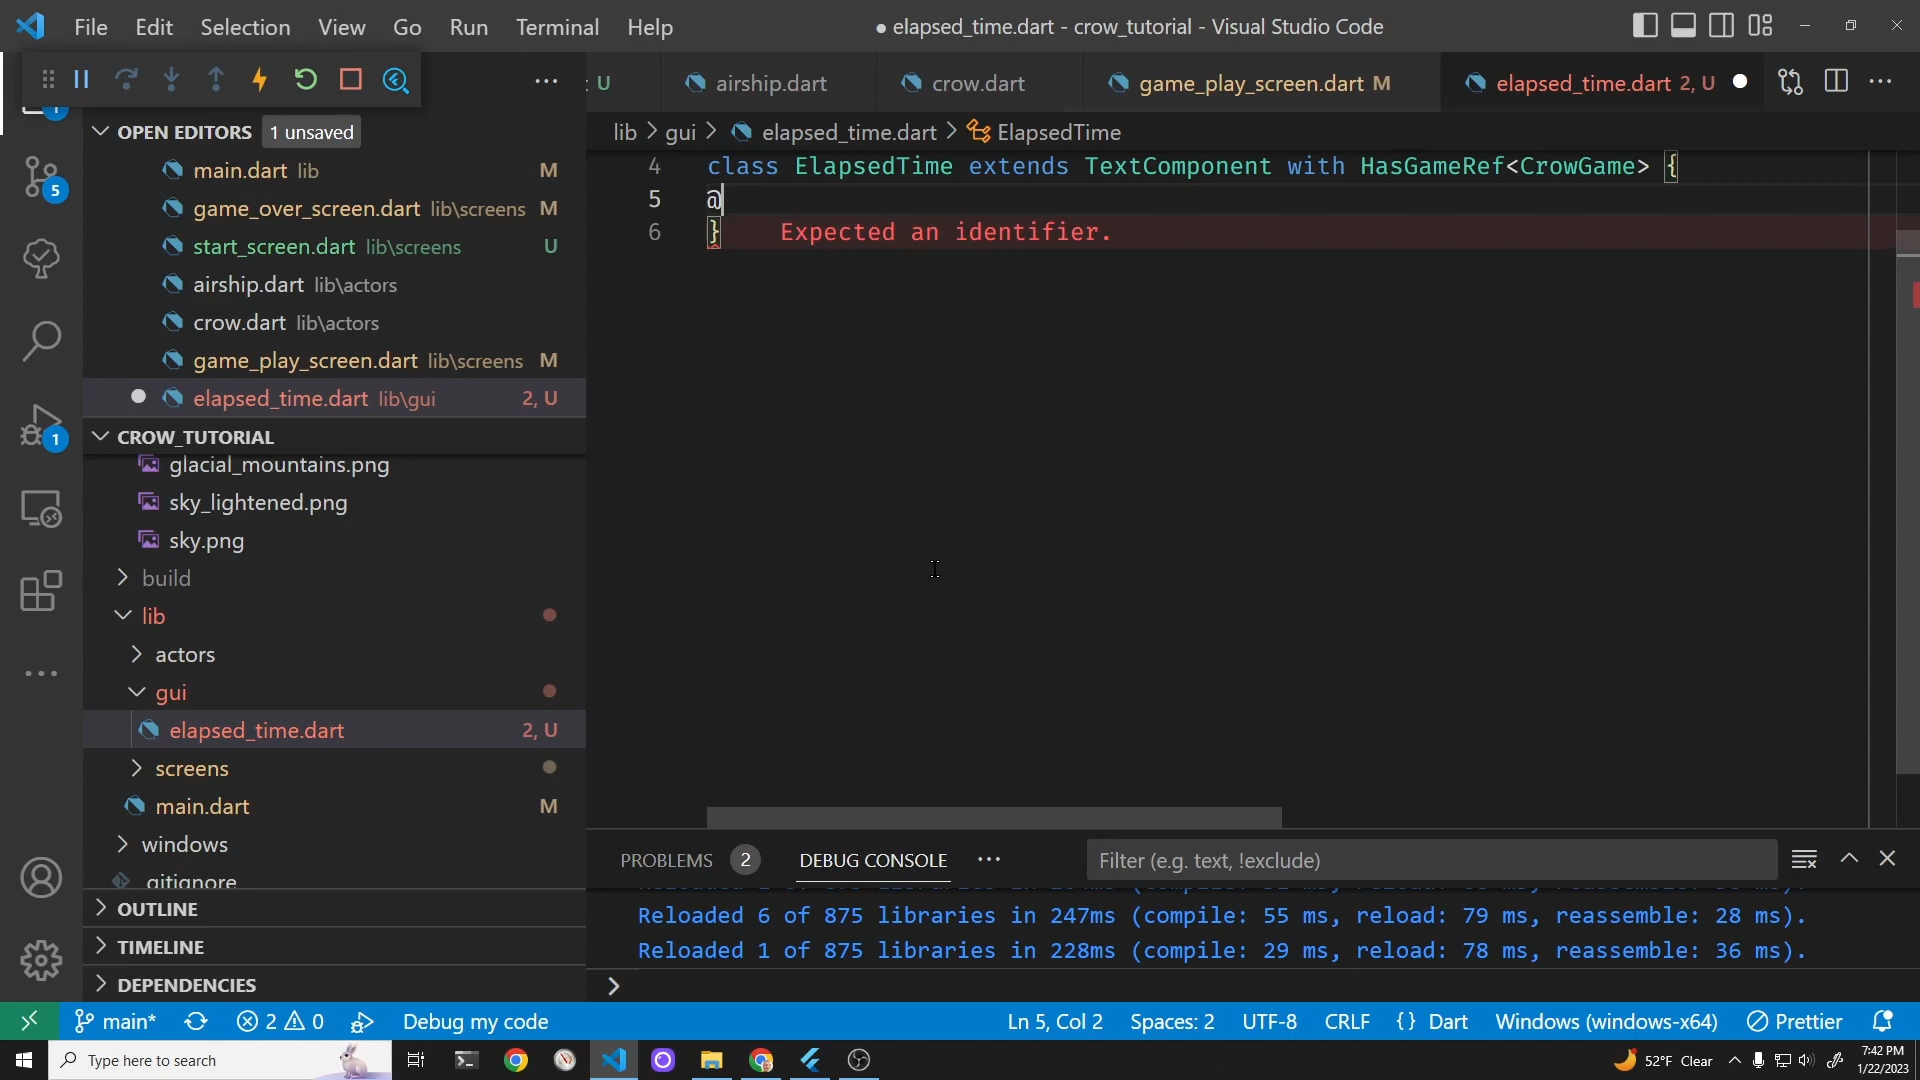 File Edit Selection View Go Run Terminal Help
● elapsed_time.dart - crow_tutorial - Visual Studio Code
U airship.dart crow.dart game_play_screen.dart M elapsed_time.dart 2, U
OPEN EDITORS 1 unsaved
main.dart lib M
game_over_screen.dart lib\screens M
start_screen.dart lib\screens U
airship.dart lib\actors
crow.dart lib\actors
game_play_screen.dart lib\screens M
elapsed_time.dart lib\gui 2, U
CROW_TUTORIAL
glacial_mountains.png
sky_lightened.png
sky.png
build
lib
actors
gui
elapsed_time.dart 2, U
screens
main.dart M
windows
.gitignore
OUTLINE
TIMELINE
DEPENDENCIES
1
5
1
lib > gui > elapsed_time.dart > ElapsedTime
4 class ElapsedTime extends TextComponent with HasGameRef<CrowGame> {
5 @
6 } Expected an identifier.
PROBLEMS 2 DEBUG CONSOLE ··· Filter (e.g. text, !exclude)
Reloaded 6 of 875 libraries in 247ms (compile: 55 ms, reload: 79 ms, reassemble: 28 ms).
Reloaded 1 of 875 libraries in 228ms (compile: 29 ms, reload: 78 ms, reassemble: 36 ms).
>
main* 2 0 Debug my code Ln 5, Col 2 Spaces: 2 UTF-8 CRLF {} Dart Windows (windows-x64) Prettier
Type here to search
52°F Clear
7:42 PM
1/22/2023